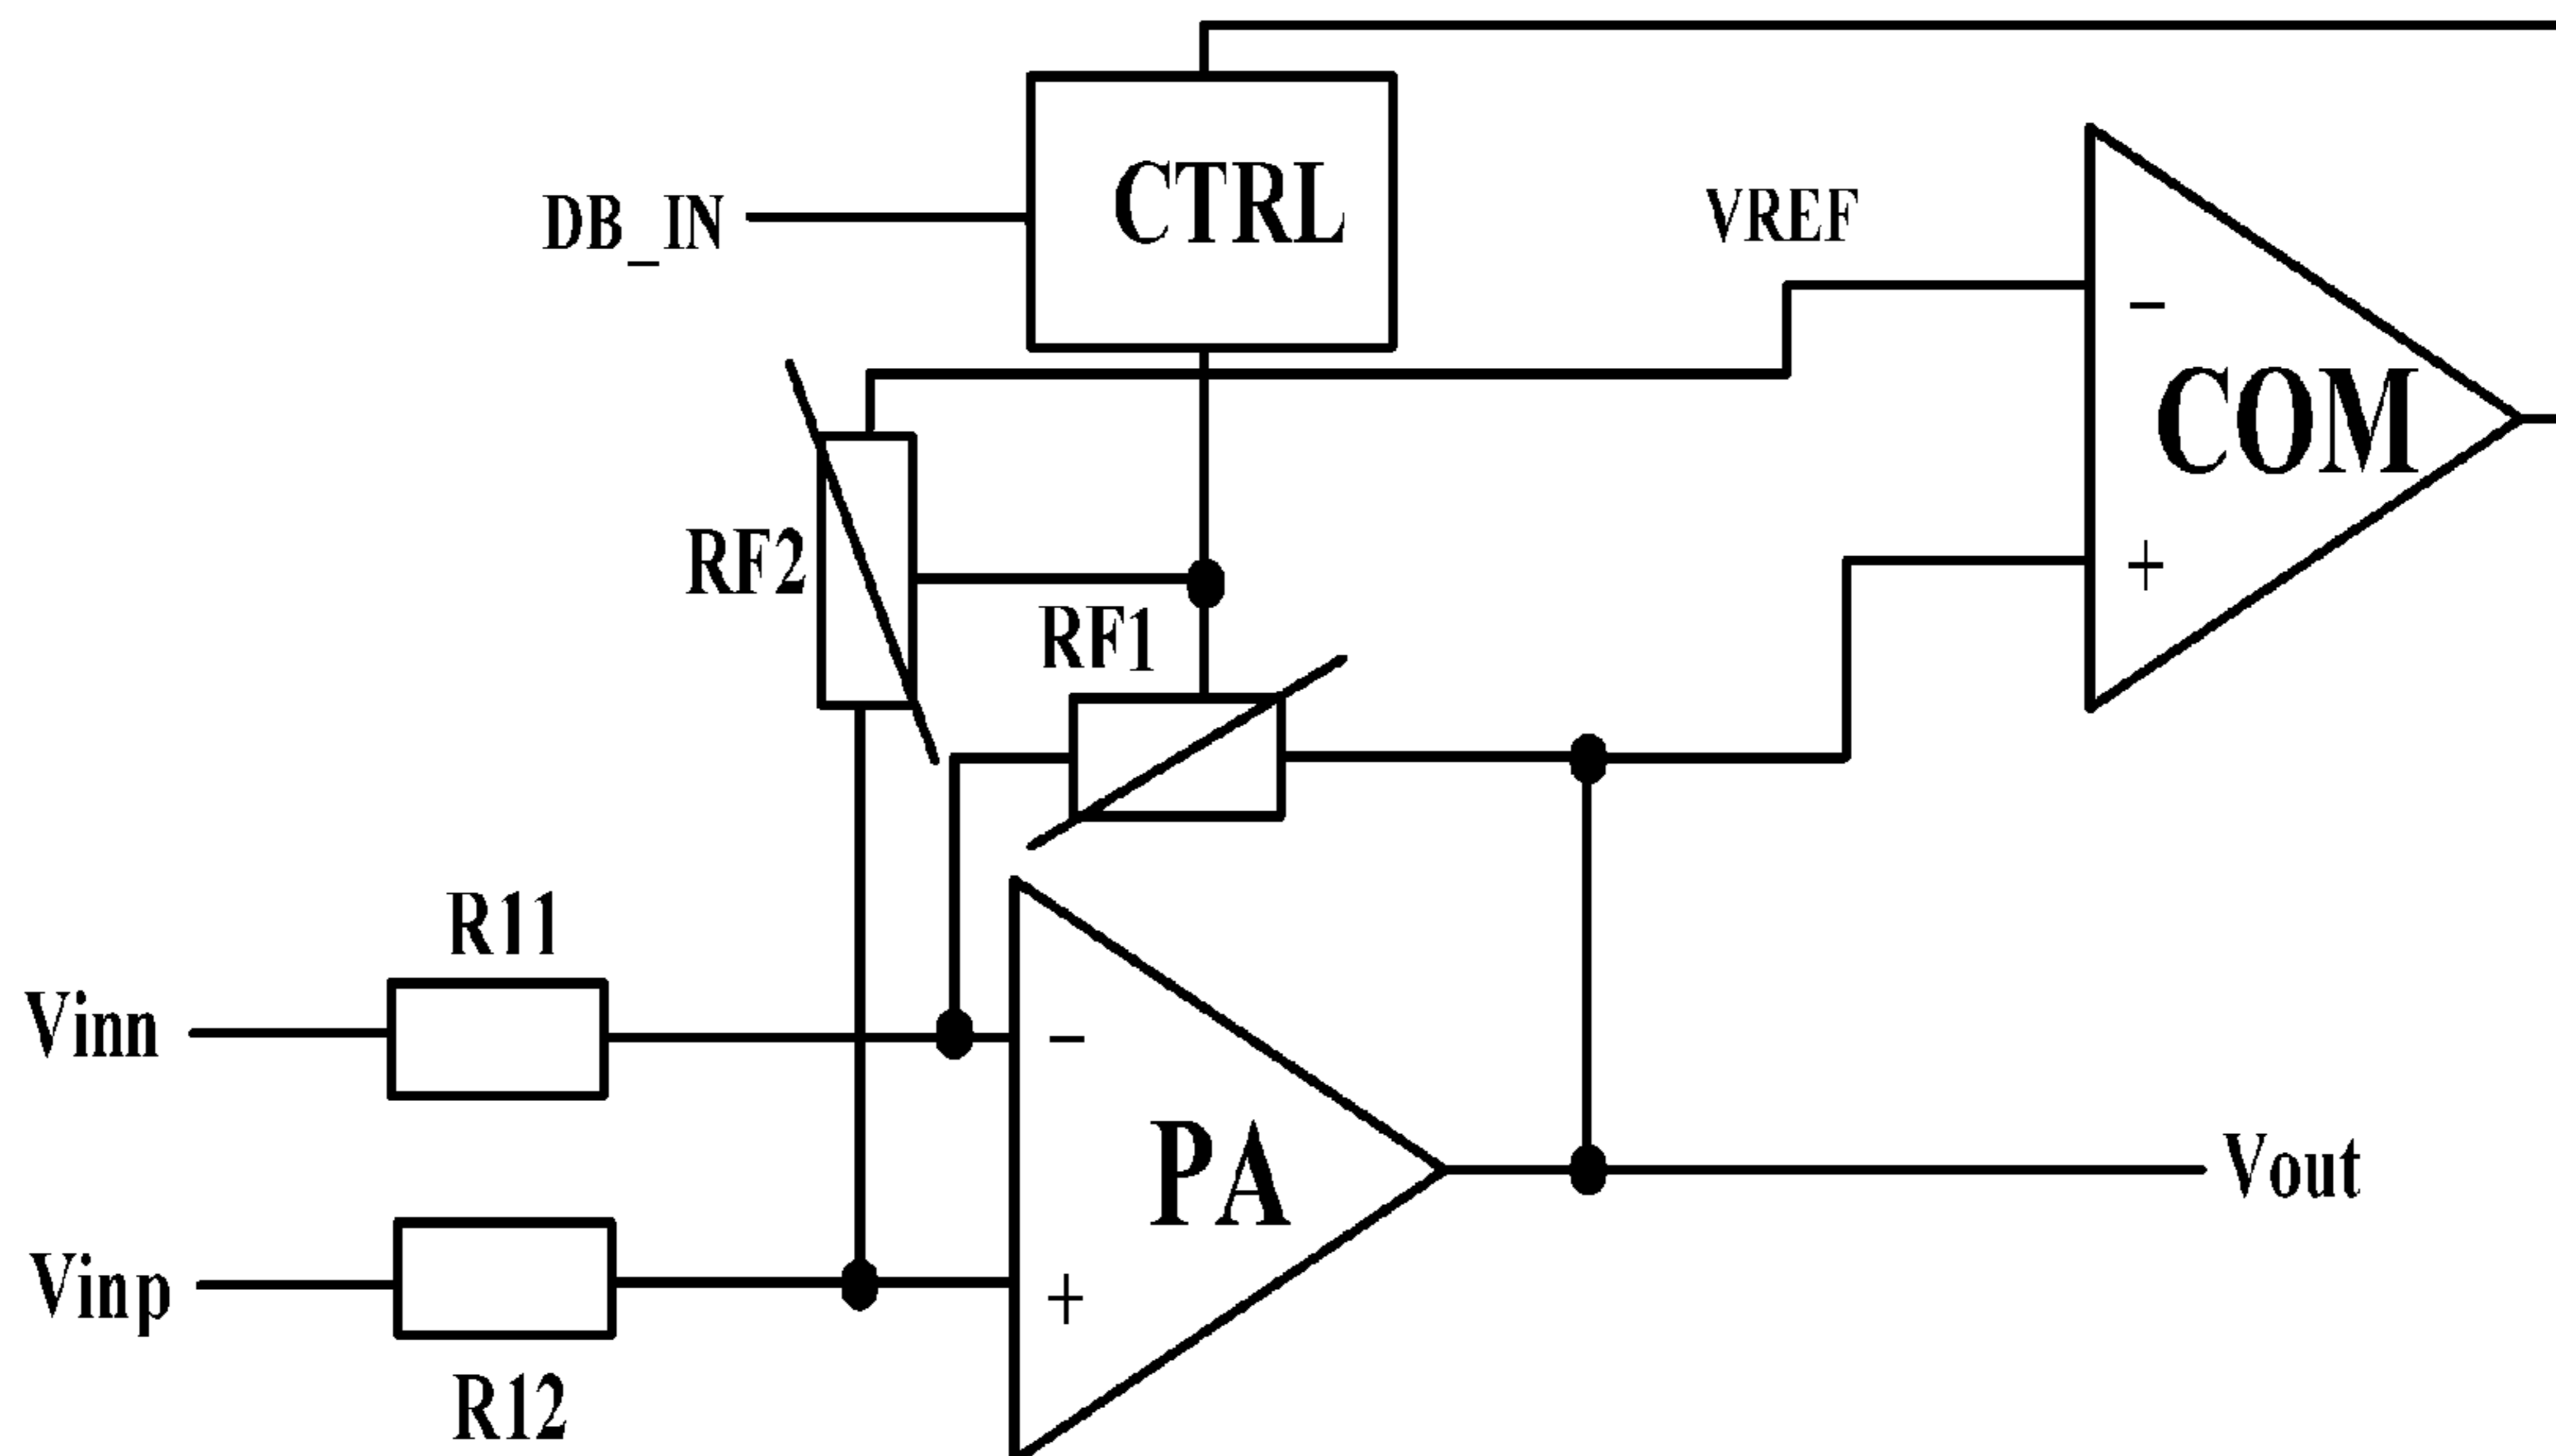 CTRL
DB_IN
VREF
-
COM
+
RF2
RF1
R11
Vinn
-
PA
Vout
Vinp
+
R12